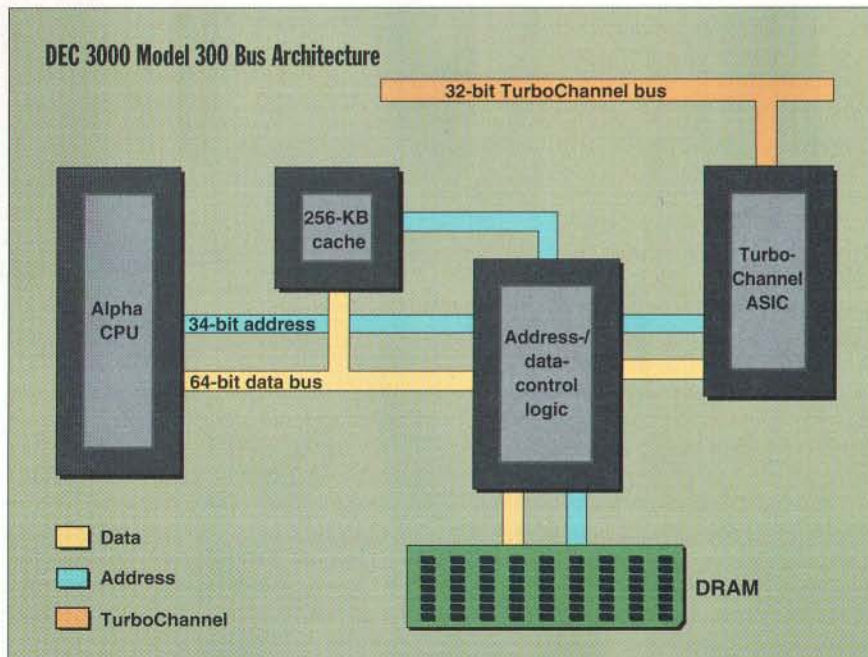 DEC 3000 Model 300 Bus Architecture
32-bit TurboChannel bus
256-KB
cache
Turbo-
Channel
ASIC
Alpha
CPU
34-bit address
Address-/
data-
control
logic
64-bit data bus
Data
Address
TurboChannel
DRAM